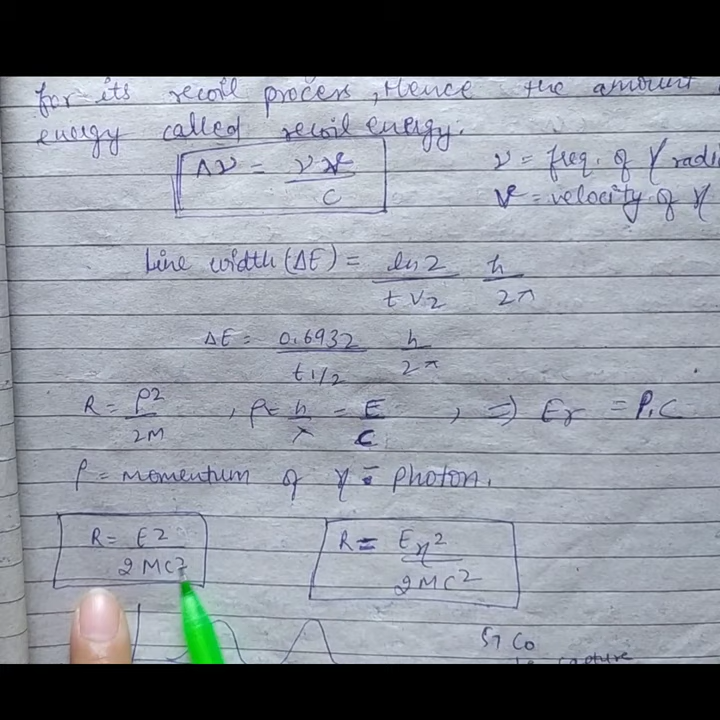 for its recoil process, Hence the amount
energy called recoil energy.
Δν = νv / C
ν = freq. of γ radi
v = velocity of γ
Line width (ΔE) = ln2 / t1/2 h / 2π
ΔE = 0.6932 / t1/2 h / 2π
R = P² / 2M , P = h / λ = E / C , ⇒ Eγ = P.C
P = momentum of γ - Photon.
R = E² / 2MC²
R = Eγ² / 2MC²
57 Co
capture